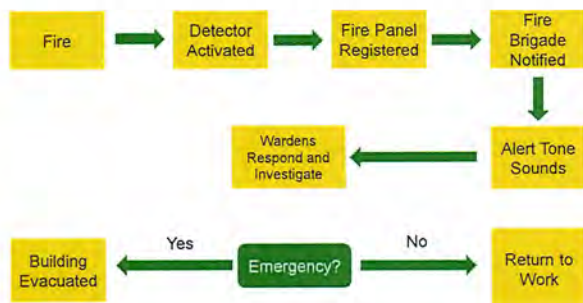 Fire
Detector
Activated
Fire Panel
Registered
Fire
Brigade
Notified
Alert Tone
Sounds
Wardens
Respond and
Investigate
Emergency?
Yes
Building
Evacuated
No
Return to
Work